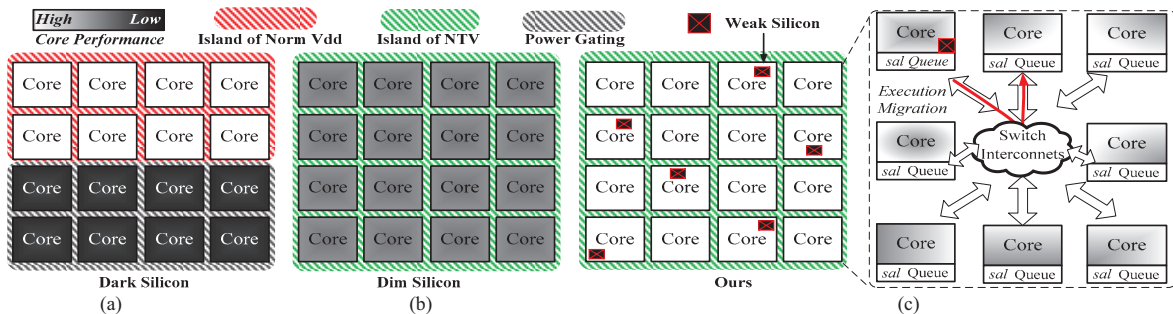 High Low
Core Performance
Island of Norm Vdd
Island of NTV
Power Gating
Weak Silicon
Core Core Core Core
Core Core Core Core
Core Core Core Core
Core Core Core Core
Dark Silicon
(a)
Core Core Core Core
Core Core Core Core
Core Core Core Core
Core Core Core Core
Dim Silicon
(b)
Core Core Core Core
Core Core Core Core
Core Core Core Core
Core Core Core Core
Ours
Core Core Core
sal Queue sal Queue sal Queue
Execution
Migration
Switch
Interconnets
Core Core
sal Queue sal Queue
Core Core Core
sal Queue sal Queue sal Queue
(c)